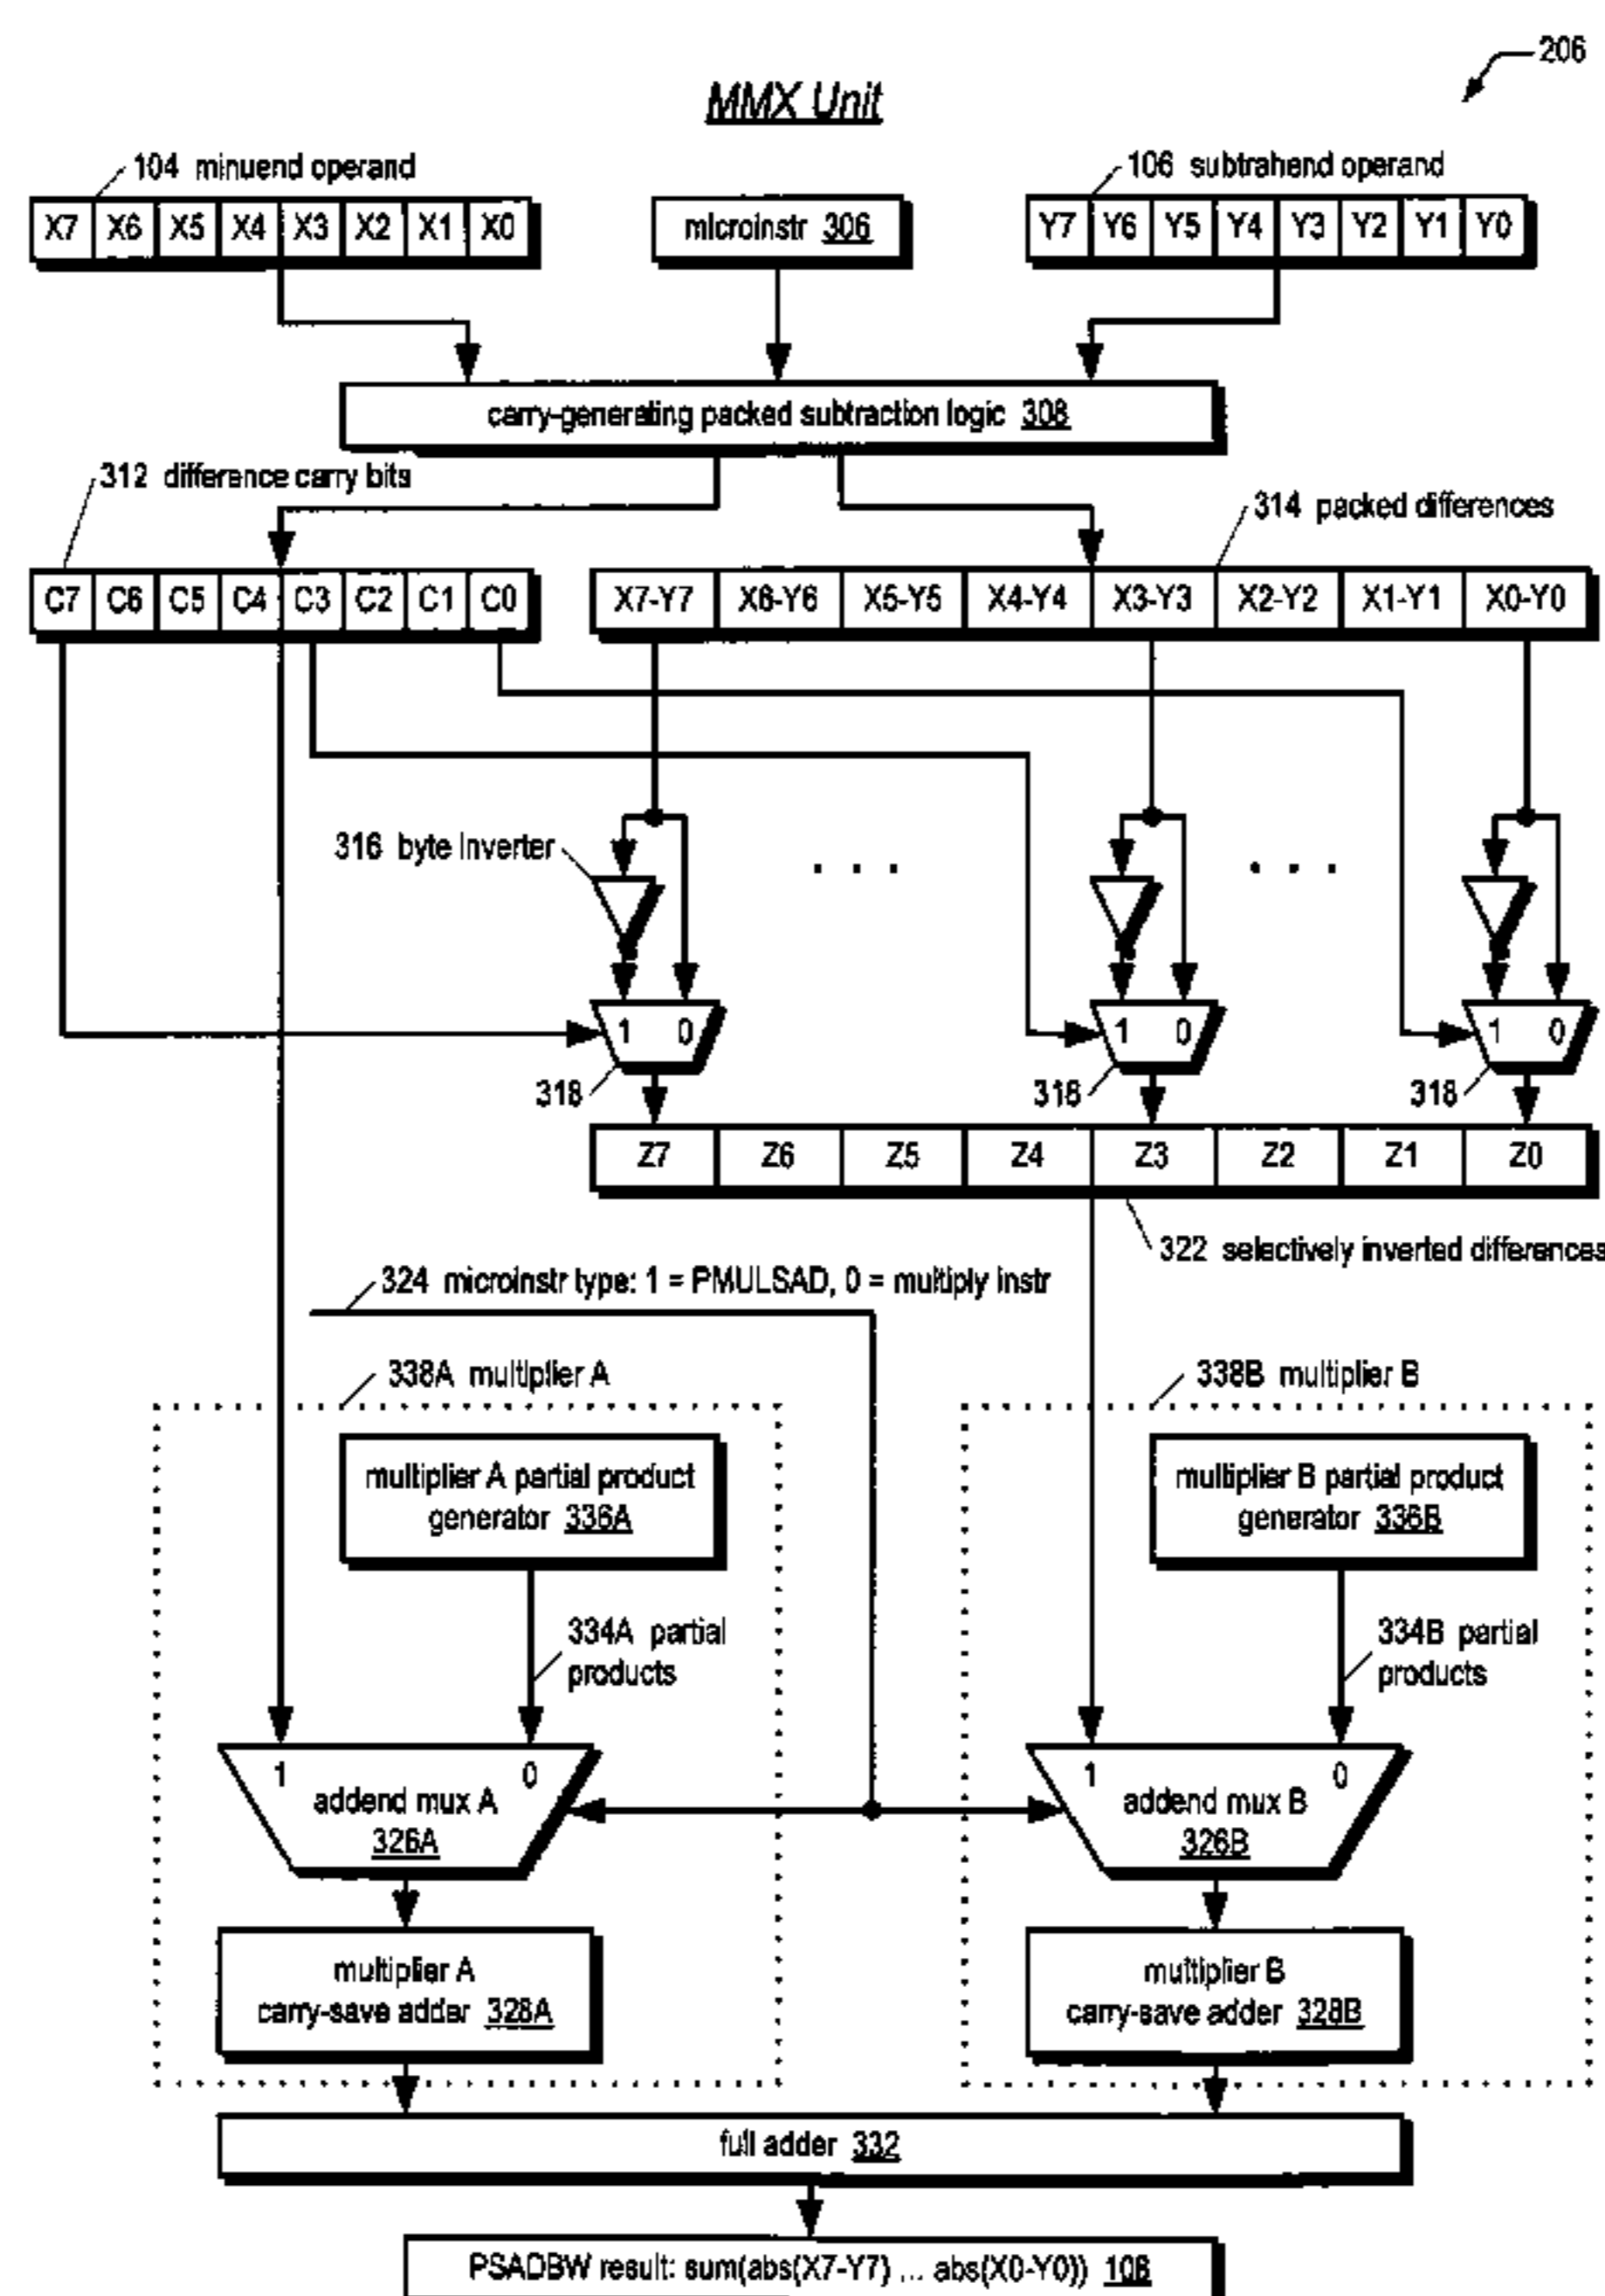 206
MMX Unit
104 minuend operand
106 subtrahend operand
X7 X6 X5 X4 X3 X2 X1 X0
microinstr 306
Y7 Y6 Y5 Y4 Y3 Y2 Y1 Y0
carry-generating packed subtraction logic 308
312 difference carry bits
314 packed differences
C7 C6 C5 C4 C3 C2 C1 C0
X7-Y7 X6-Y6 X5-Y5 X4-Y4 X3-Y3 X2-Y2 X1-Y1 X0-Y0
316 byte inverter
. . . . . .
1 0 1 0 1 0
318 318 318
Z7 Z6 Z5 Z4 Z3 Z2 Z1 Z0
322 selectively inverted differences
324 microinstr type: 1 = PMULSAD, 0 = multiply instr
338A multiplier A
338B multiplier B
multiplier A partial product
generator 336A
multiplier B partial product
generator 336B
334A partial
products
334B partial
products
1 0
addend mux A
326A
1 0
addend mux B
326B
multiplier A
carry-save adder 328A
multiplier B
carry-save adder 328B
full adder 332
PSADBW result: sum(abs(X7-Y7) ... abs(X0-Y0)) 108